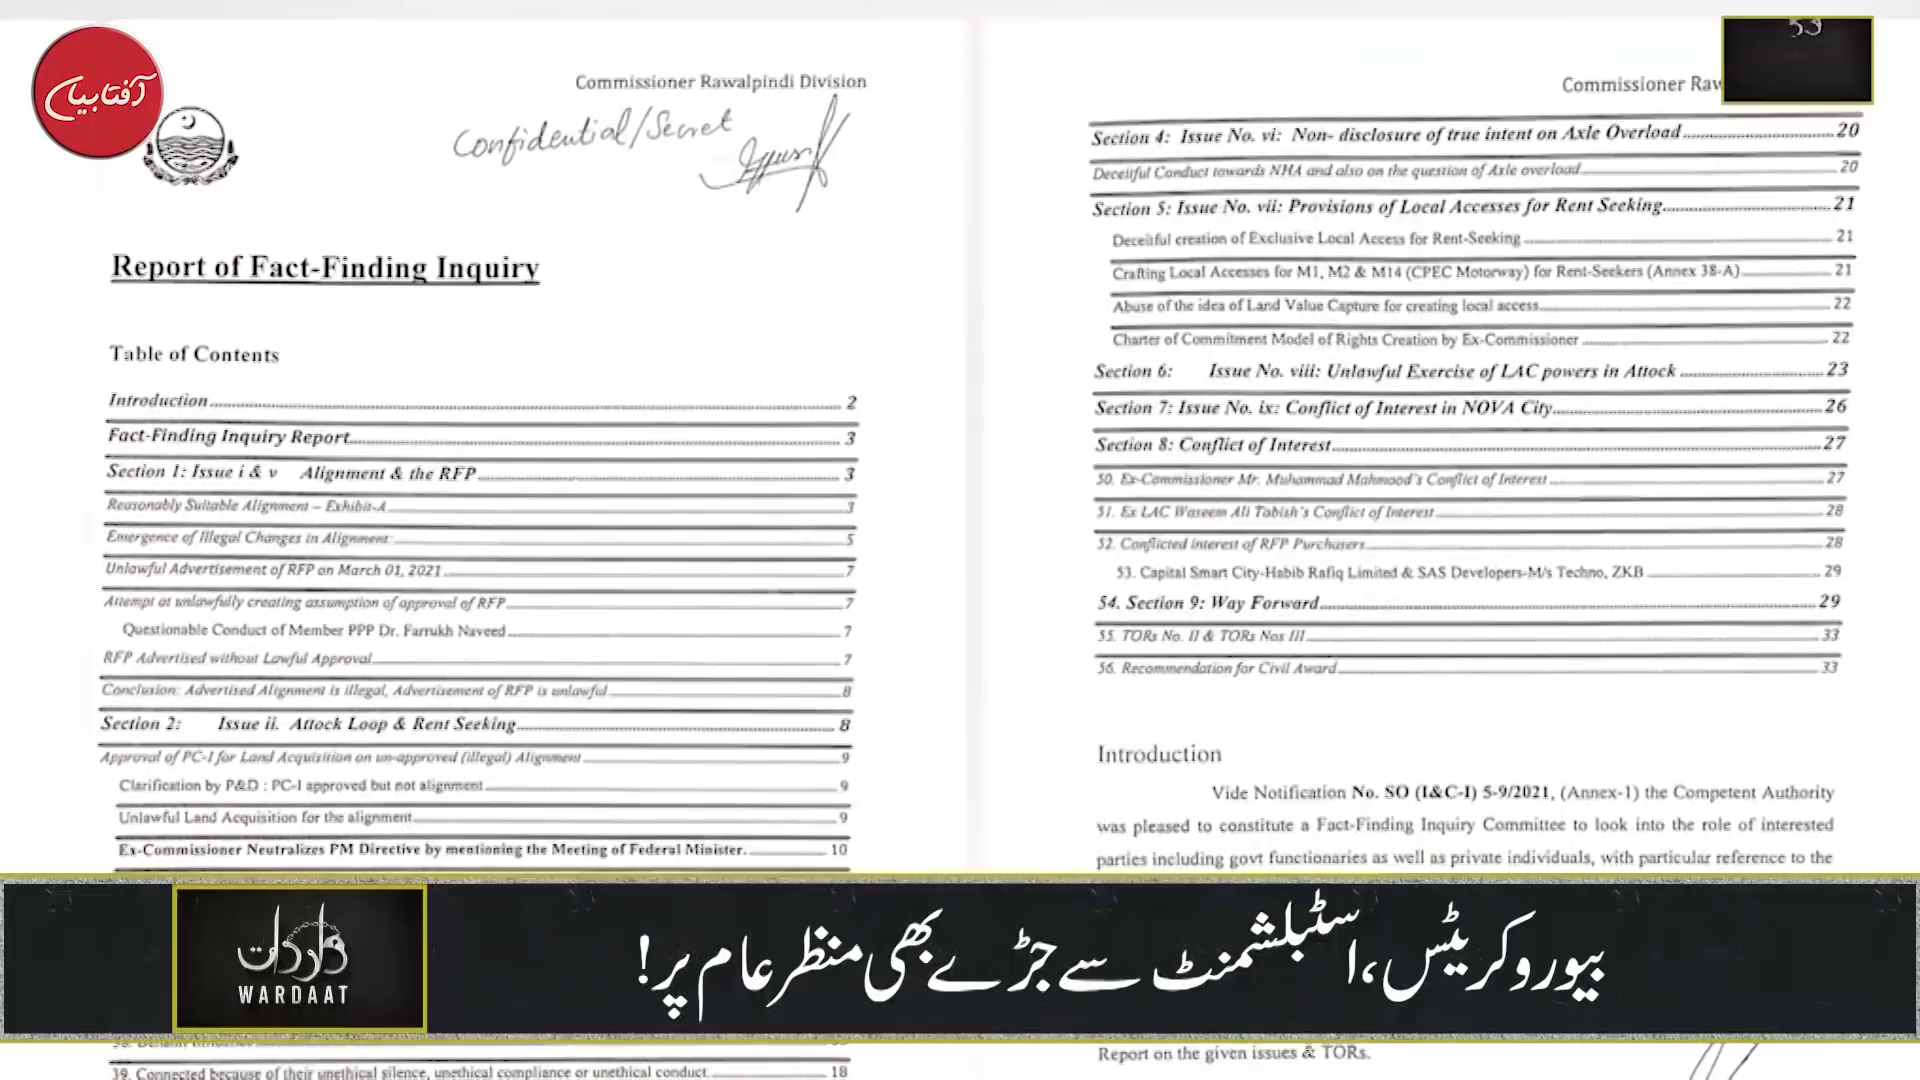 آفتابیاں
Commissioner Rawalpindi Division
Confidential/Secret
Report of Fact-Finding Inquiry
Table of Contents
Introduction 2
Fact-Finding Inquiry Report 3
Section 1: Issue i & v Alignment & the RFP 3
Reasonably Suitable Alignment – Exhibit-A 3
Emergence of Illegal Changes in Alignment: 5
Unlawful Advertisement of RFP on March 01, 2021 7
Attempt at unlawfully creating assumption of approval of RFP 7
Questionable Conduct of Member PPP Dr. Farrukh Naveed 7
RFP Advertised without Lawful Approval 7
Conclusion: Advertised Alignment is illegal, Advertisement of RFP is unlawful 8
Section 2: Issue ii. Attock Loop & Rent Seeking 8
Approval of PC-I for Land Acquisition on un-approved (illegal) Alignment 9
Clarification by P&D : PC-I approved but not alignment 9
Unlawful Land Acquisition for the alignment 9
Ex-Commissioner Neutralizes PM Directive by mentioning the Meeting of Federal Minister. 10
39. Connected because of their unethical silence, unethical compliance or unethical conduct 18
53
Commissioner Raw
Section 4: Issue No. vi: Non- disclosure of true intent on Axle Overload 20
Deceitful Conduct towards NHA and also on the question of Axle overload 20
Section 5: Issue No. vii: Provisions of Local Accesses for Rent Seeking 21
Deceitful creation of Exclusive Local Access for Rent-Seeking 21
Crafting Local Accesses for M1, M2 & M14 (CPEC Motorway) for Rent-Seekers (Annex 38-A) 21
Abuse of the idea of Land Value Capture for creating local access 22
Charter of Commitment Model of Rights Creation by Ex-Commissioner 22
Section 6: Issue No. viii: Unlawful Exercise of LAC powers in Attock 23
Section 7: Issue No. ix: Conflict of Interest in NOVA City 26
Section 8: Conflict of Interest 27
50. Ex-Commissioner Mr. Muhammad Mahmood's Conflict of Interest 27
51. Ex LAC Waseem Ali Tabish's Conflict of Interest 28
52. Conflicted interest of RFP Purchasers 28
53. Capital Smart City-Habib Rafiq Limited & SAS Developers-M/s Techno, ZKB 29
54. Section 9: Way Forward 29
55. TORs No. II & TORs Nos III 33
56. Recommendation for Civil Award 33
Introduction
Vide Notification No. SO (I&C-I) 5-9/2021, (Annex-1) the Competent Authority
was pleased to constitute a Fact-Finding Inquiry Committee to look into the role of interested
parties including govt functionaries as well as private individuals, with particular reference to the
Report on the given issues & TORs.
واردات
WARDAAT
بیوروکریٹس، اسٹبلشمنٹ سے جڑے بھی منظر عام پر!